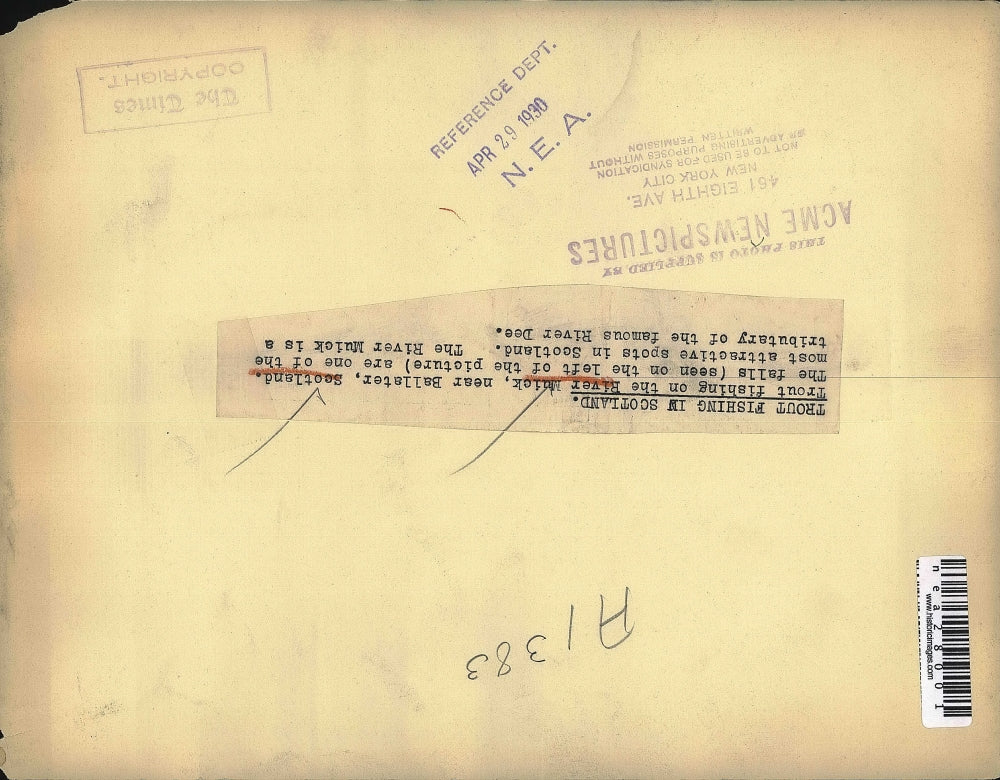 The Times
COPYRIGHT.
REFERENCE DEPT.
APR 29 1930
N. E. A.
THIS PHOTO IS SUPPLIED BY
ACME NEWSPICTURES
461 EIGHTH AVE.
NEW YORK CITY
NOT TO BE USED FOR SYNDICATION
OR ADVERTISING PURPOSES WITHOUT
WRITTEN PERMISSION
TROUT FISHING IN SCOTLAND.
Trout fishing on the River Muick, near Ballater, Scotland.
The falls (seen on the left of the picture) are one of the
most attractive spots in Scotland. The River Muick is a
tributary of the famous River Dee.
A1383
nea28001
www.historicimages.com